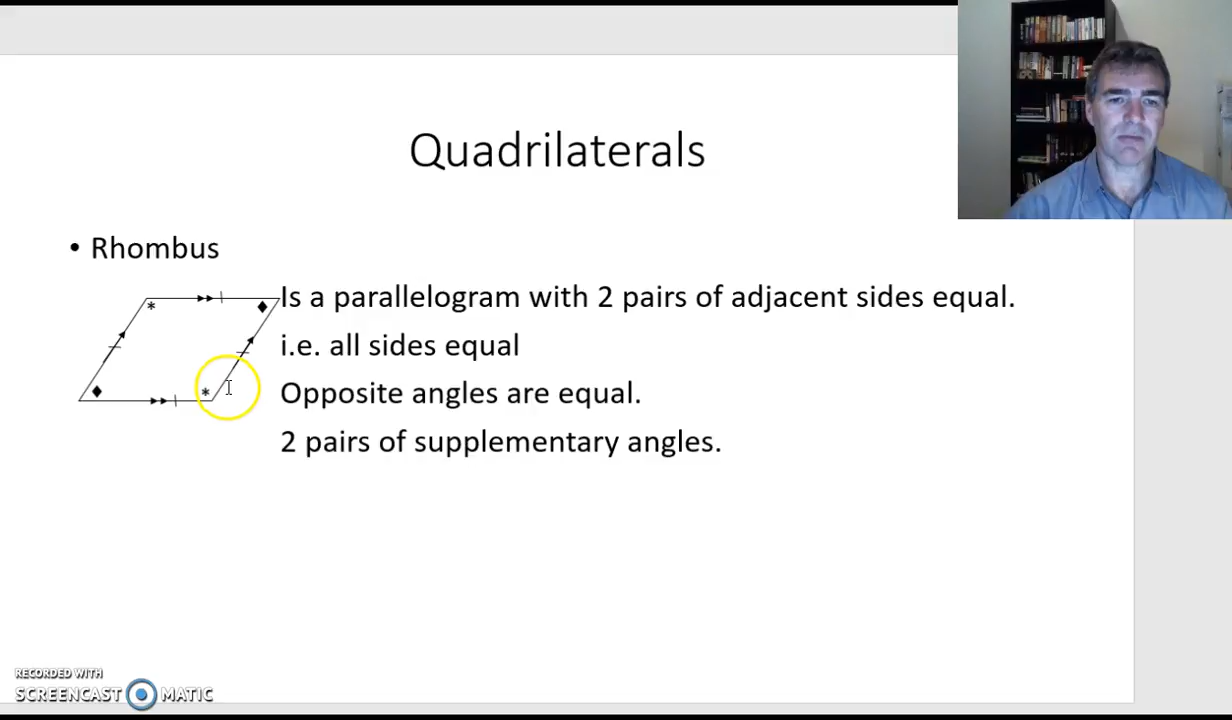 Quadrilaterals
• Rhombus
Is a parallelogram with 2 pairs of adjacent sides equal.
i.e. all sides equal
Opposite angles are equal.
2 pairs of supplementary angles.
RECORDED WITH
SCREENCAST MATIC